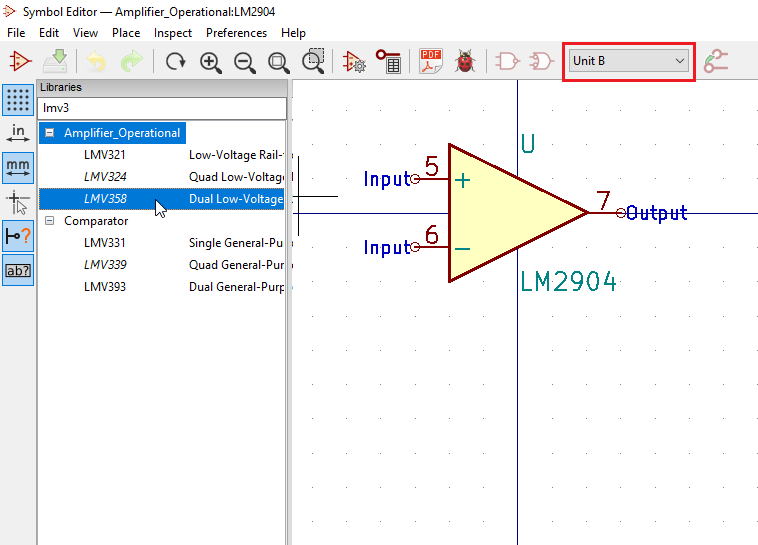 Symbol Editor — Amplifier_Operational:LM2904
File Edit View Place Inspect Preferences Help
PDF
Unit B
in
mm
ab?
Libraries
lmv3
Amplifier_Operational
LMV321 Low-Voltage Rail-
LMV324 Quad Low-Voltage
LMV358 Dual Low-Voltage
Comparator
LMV331 Single General-Pu
LMV339 Quad General-Pur
LMV393 Dual General-Purp
U
Input 5 +
7 Output
Input 6 −
LM2904